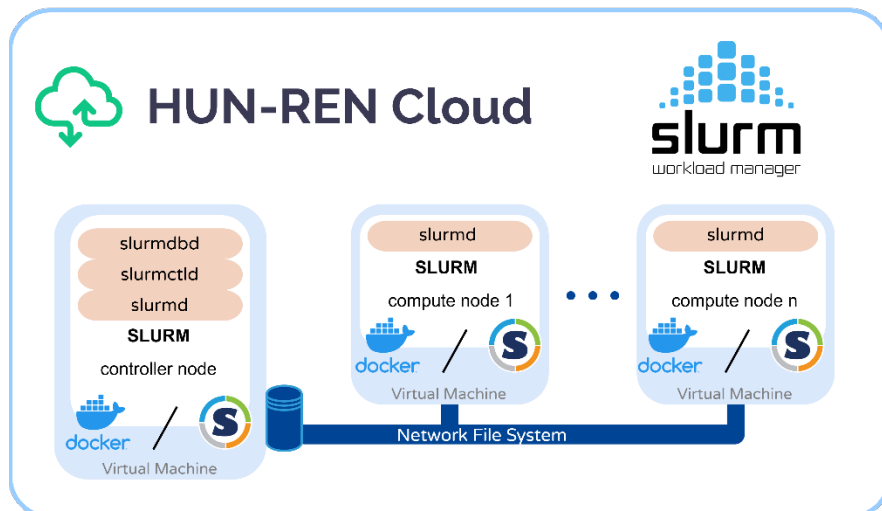 HUN-REN Cloud
slurm
workload manager
slurmdbd
slurmctld
slurmd
SLURM
controller node
docker
S
Virtual Machine
slurmd
SLURM
compute node 1
docker
S
Virtual Machine
slurmd
SLURM
compute node n
docker
S
Virtual Machine
Network File System